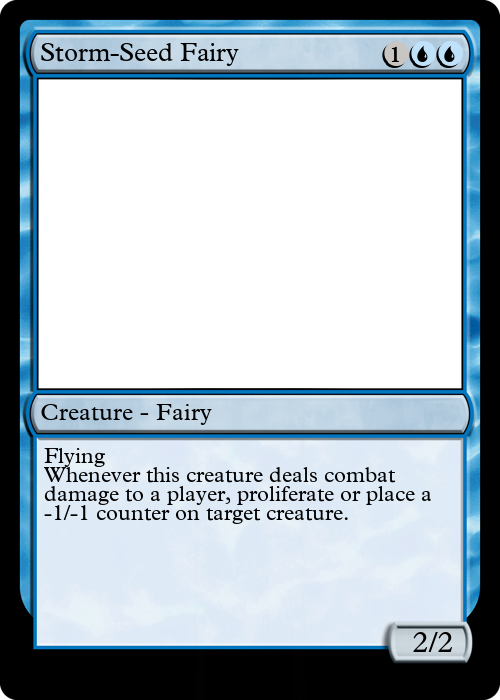 Storm-Seed Fairy 1
Creature - Fairy
Flying
Whenever this creature deals combat
damage to a player, proliferate or place a
-1/-1 counter on target creature.
2/2